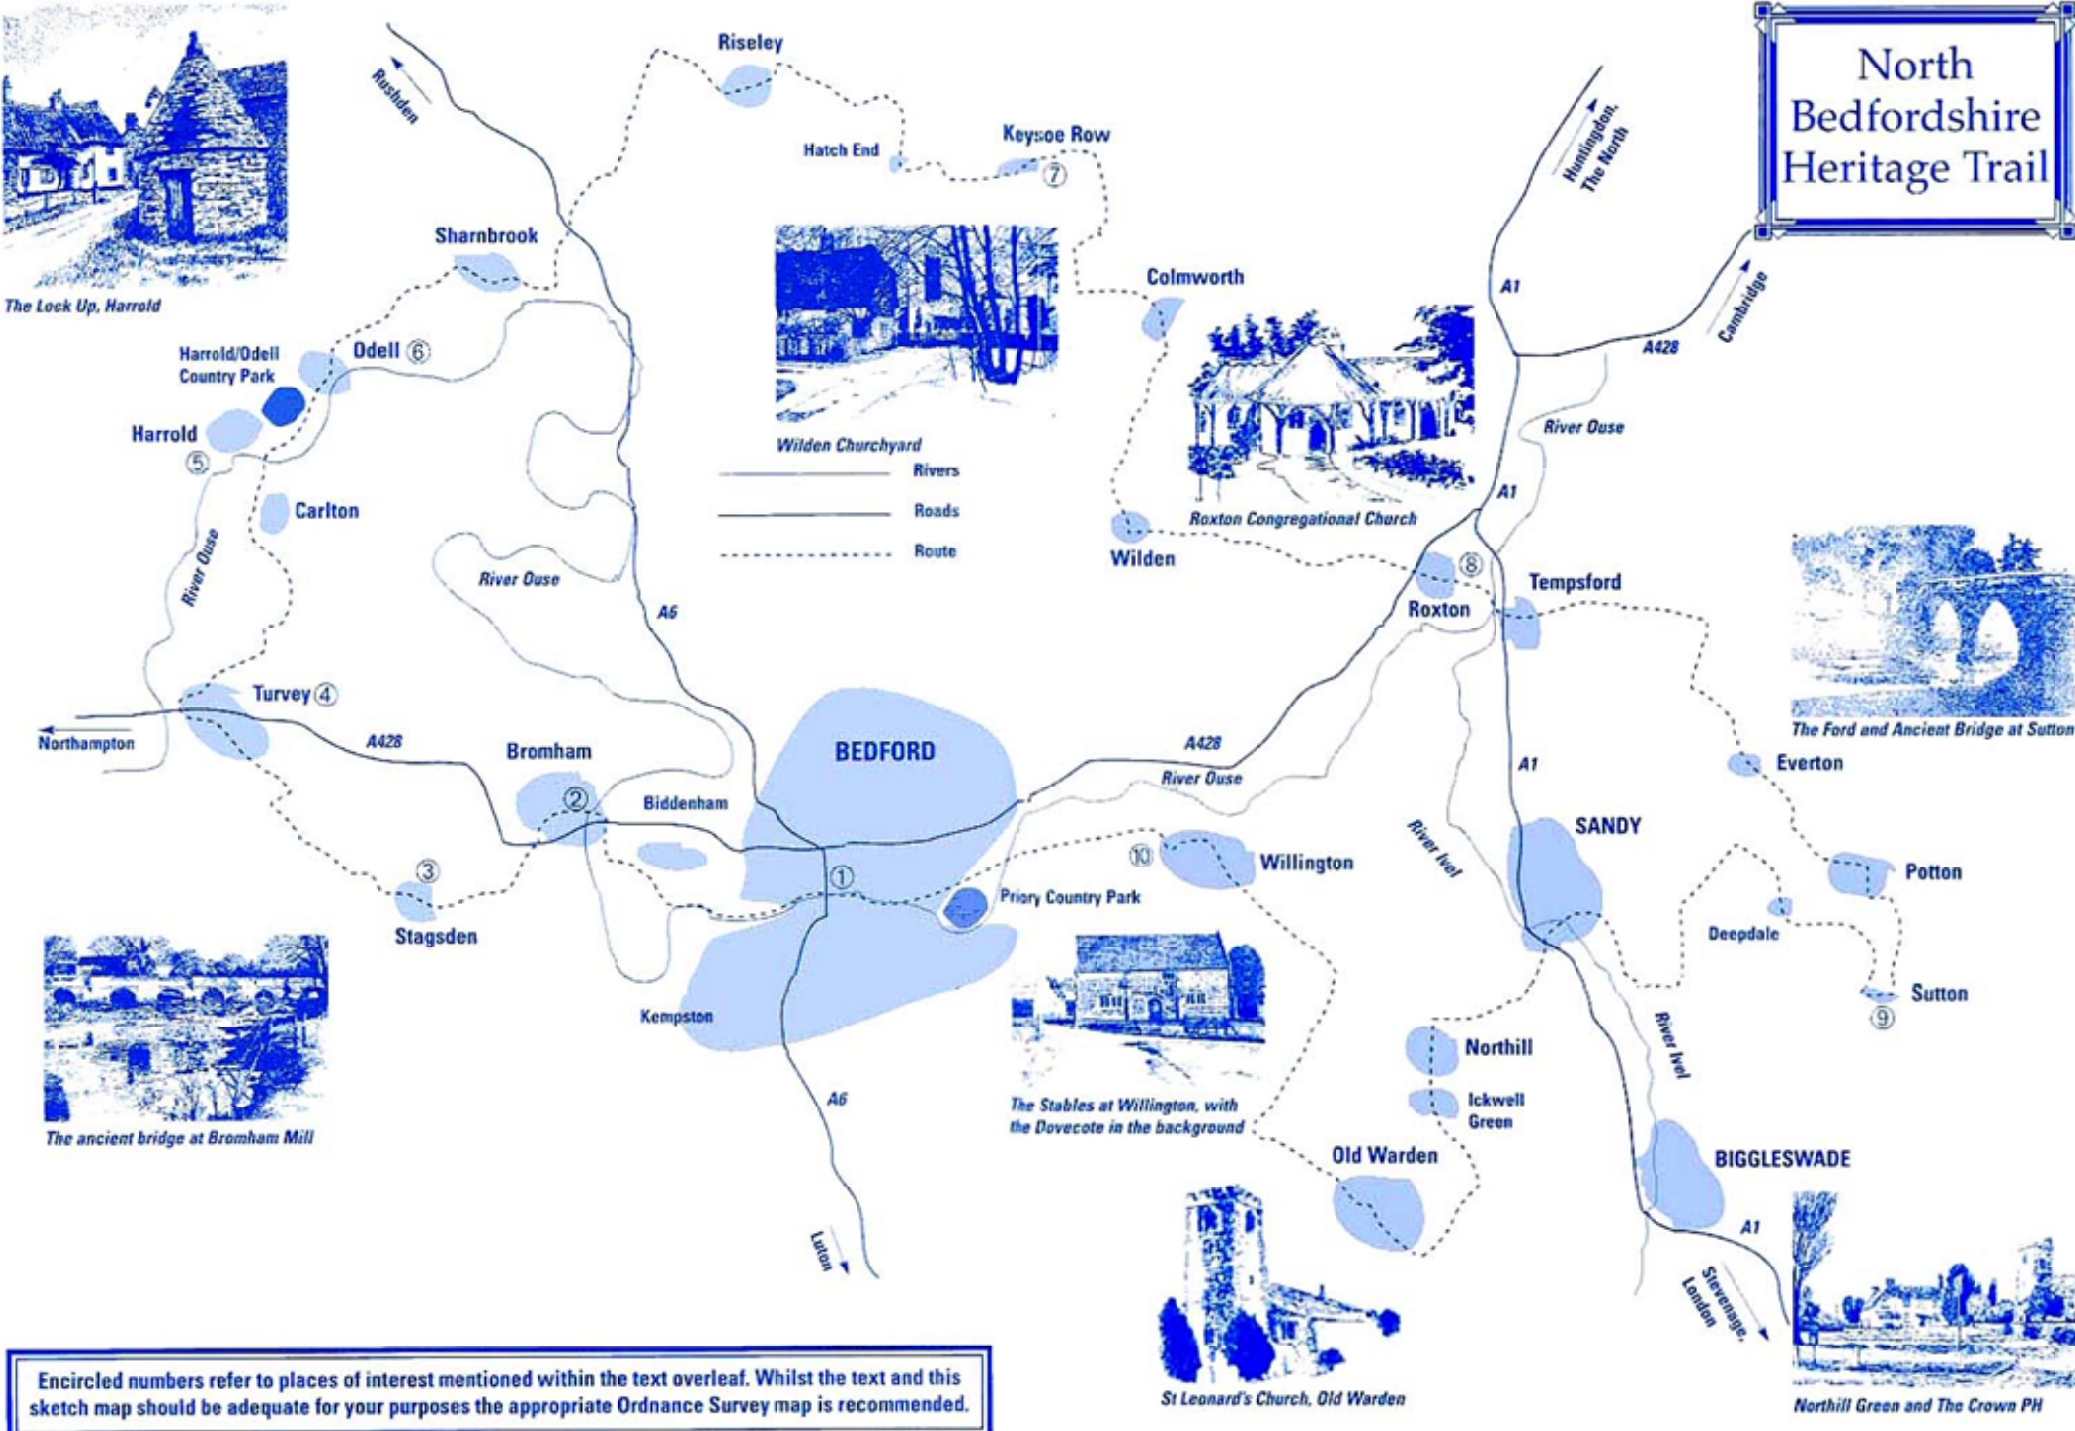 North
Bedfordshire
Heritage Trail
Rushden
Riseley
Hatch End
Keysoe Row
⑦
Huntingdon,
The North
Sharnbrook
The Lock Up, Harrold
Colmworth
A1
Cambridge
A428
Harrold/Odell
Country Park
Odell ⑥
Harrold
⑤
River Ouse
Wilden Churchyard
Rivers
Roads
Route
Roxton Congregational Church
A1
Carlton
River Ouse
River Ouse
Wilden
⑧
Roxton
Tempsford
A6
Turvey ④
Northampton
A428
Bromham
②
Biddenham
BEDFORD
A428
River Ouse
A1
The Ford and Ancient Bridge at Sutton
Everton
River Ivel
SANDY
③
Stagsden
①
Priory Country Park
⑩
Willington
Potton
Deepdale
Sutton
⑨
Kempston
Northill
River Ivel
Ickwell
Green
A6
The ancient bridge at Bromham Mill
The Stables at Willington, with
the Dovecote in the background
Old Warden
BIGGLESWADE
A1
Luton
Stevenage,
London
St Leonard's Church, Old Warden
Northill Green and The Crown PH
Encircled numbers refer to places of interest mentioned within the text overleaf. Whilst the text and this
sketch map should be adequate for your purposes the appropriate Ordnance Survey map is recommended.